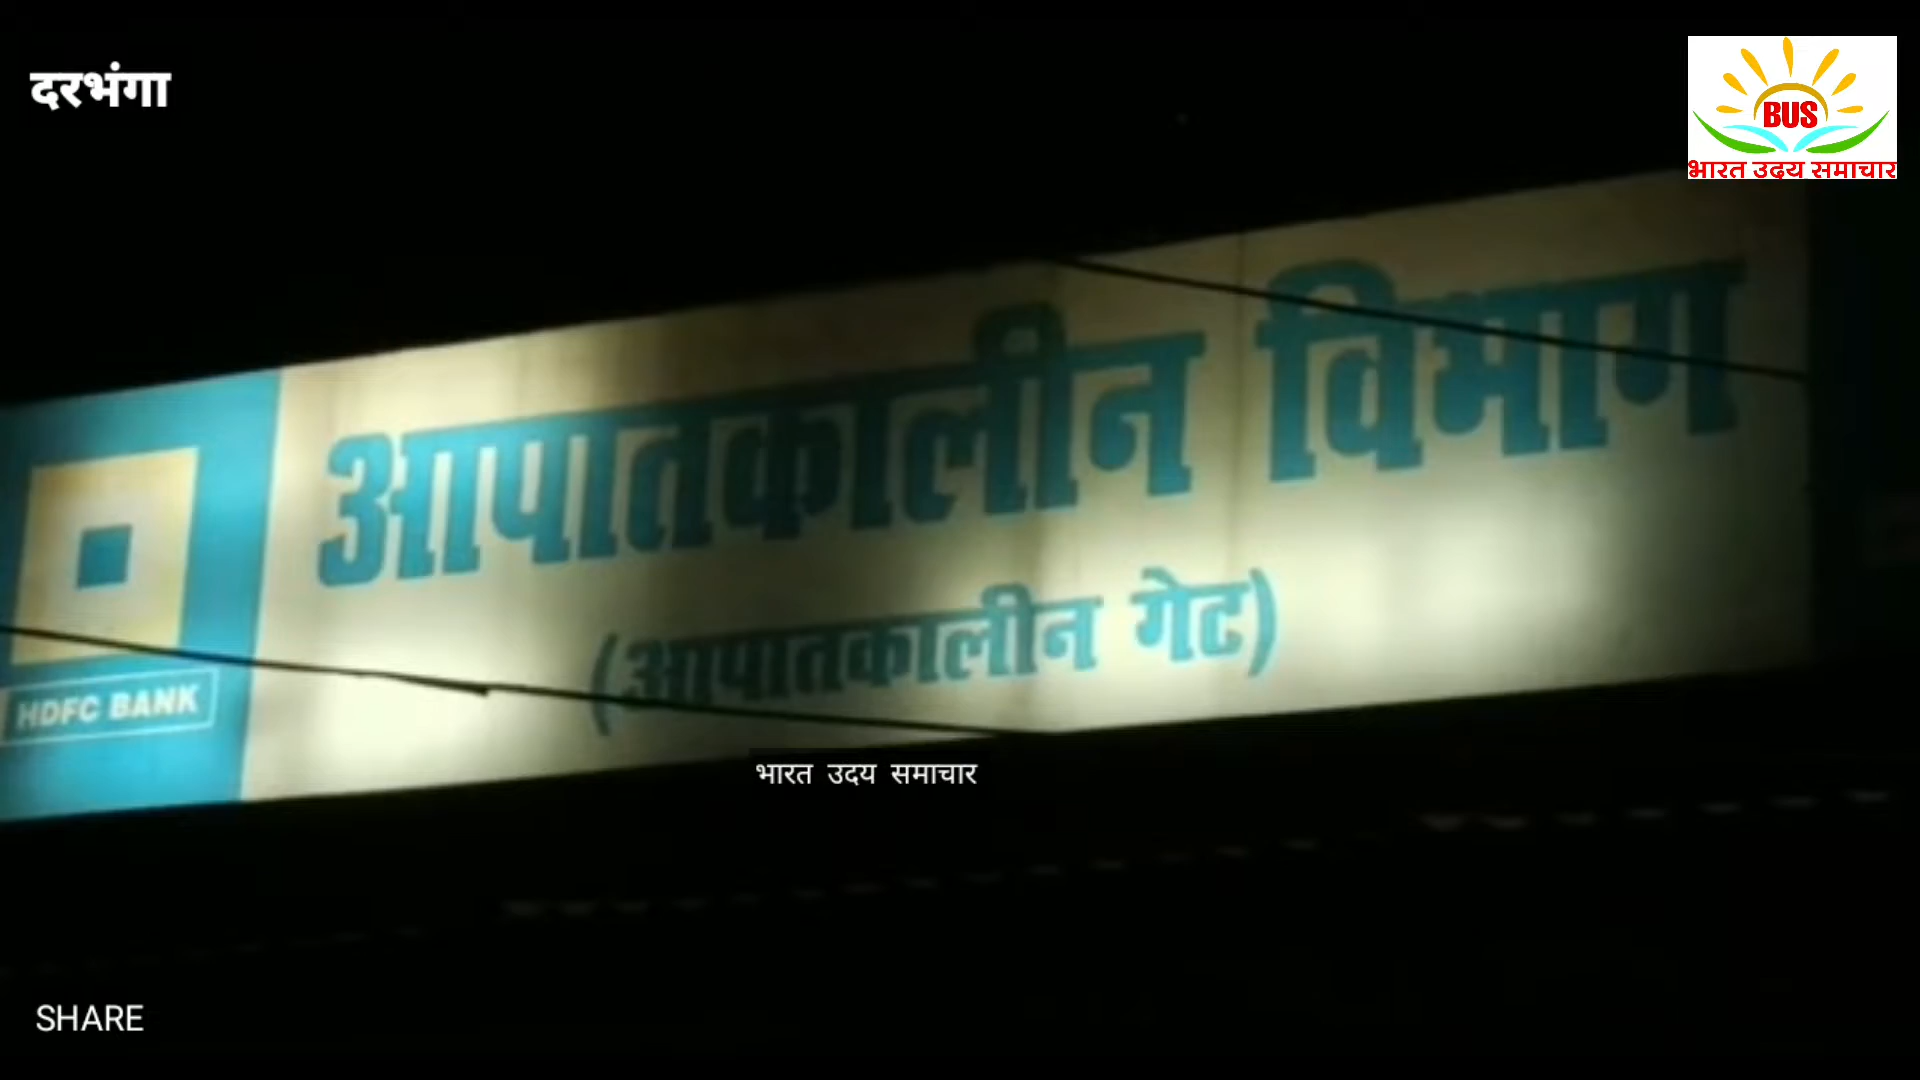 दरभंगा
BUS
भारत उदय समाचार
आपातकालीन विभाग
(आपातकालीन गेट)
HDFC BANK
भारत उदय समाचार
SHARE